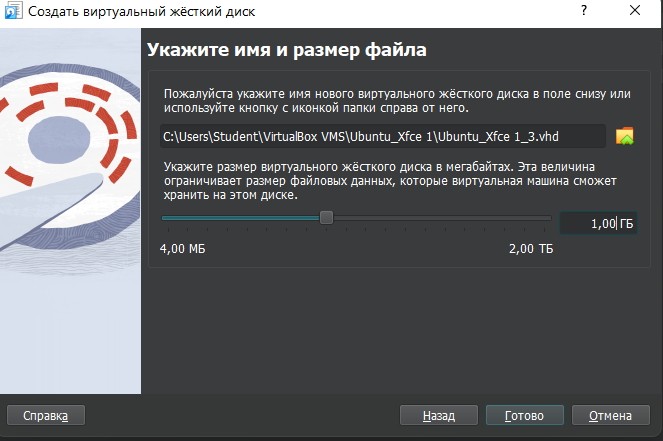 Создать виртуальный жёсткий диск
?
Укажите имя и размер файла
Пожалуйста укажите имя нового виртуального жёсткого диска в поле снизу или
используйте кнопку с иконкой папки справа от него.
C:\Users\Student\VirtualBox VMS\Ubuntu_Xfce 1\Ubuntu_Xfce 1_3.vhd
Укажите размер виртуального жёсткого диска в мегабайтах. Эта величина
ограничивает размер файловых данных, которые виртуальная машина сможет
хранить на этом диске.
1,00 ГБ
4,00 МБ
2,00 ТБ
Справка
Назад
Готово
Отмена